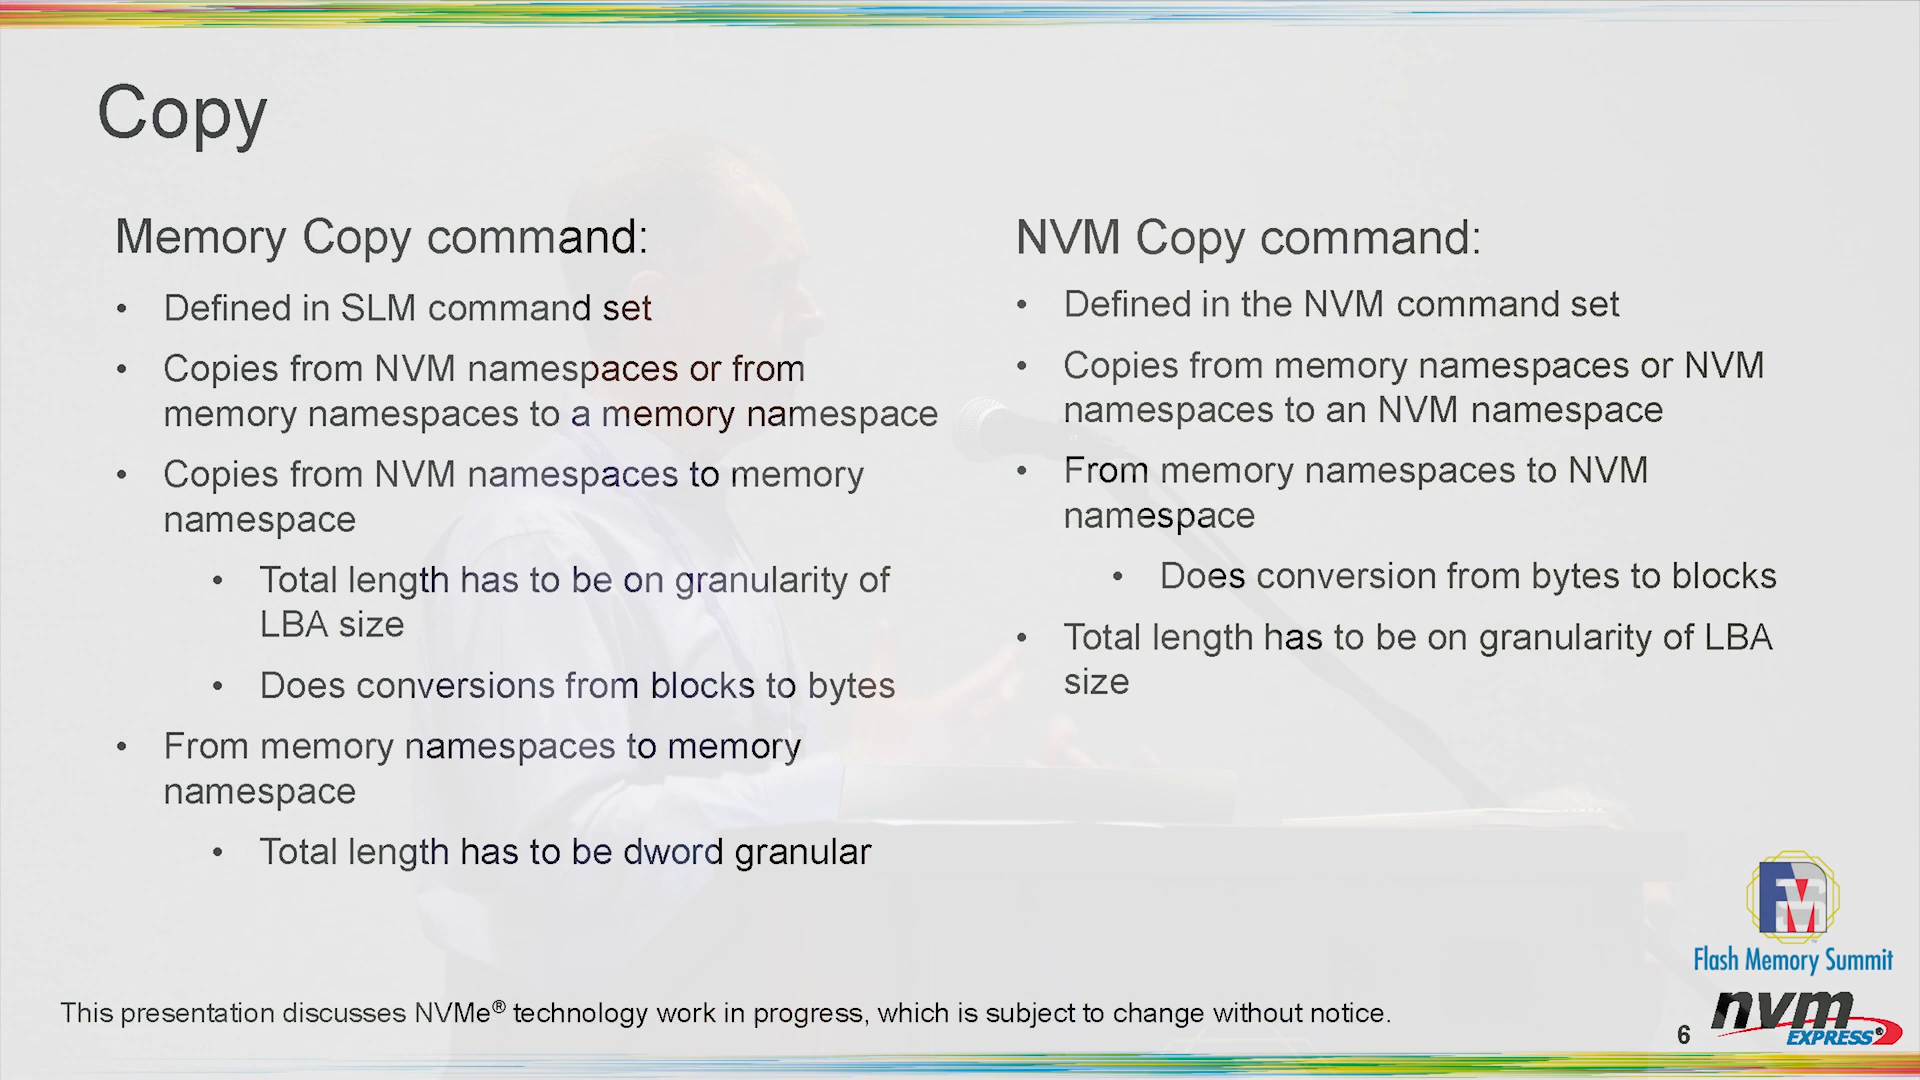 Copy
Memory Copy command:
• Defined in SLM command set
• Copies from NVM namespaces or from
memory namespaces to a memory namespace
• Copies from NVM namespaces to memory
namespace
• Total length has to be on granularity of
LBA size
• Does conversions from blocks to bytes
• From memory namespaces to memory
namespace
• Total length has to be dword granular
NVM Copy command:
• Defined in the NVM command set
• Copies from memory namespaces or NVM
namespaces to an NVM namespace
• From memory namespaces to NVM
namespace
• Does conversion from bytes to blocks
• Total length has to be on granularity of LBA
size
FMS
Flash Memory Summit
This presentation discusses NVMe® technology work in progress, which is subject to change without notice.
6
nvm
EXPRESS®